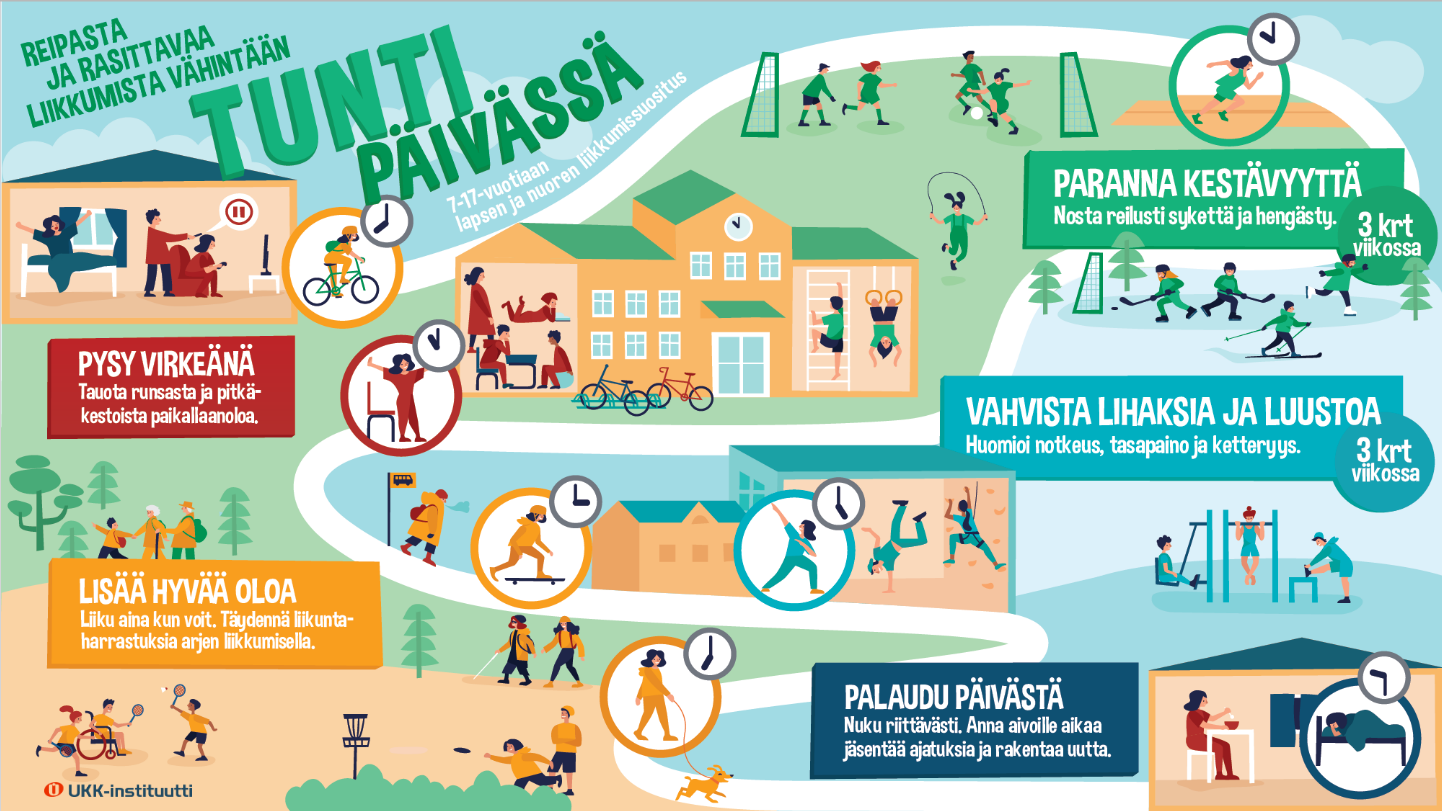 REIPASTA
JA RASITTAVAA
LIIKKUMISTA VÄHINTÄÄN
TUNTI
PÄIVÄSSÄ
7-17-vuotiaan
lapsen ja nuoren liikkumissuositus
PARANNA KESTÄVYYTTÄ
Nosta reilusti sykettä ja hengästy.
3 krt
viikossa
PYSY VIRKEÄNÄ
Tauota runsasta ja pitkä-
kestoista paikallaanoloa.
VAHVISTA LIHAKSIA JA LUUSTOA
Huomioi notkeus, tasapaino ja ketteryys.
3 krt
viikossa
LISÄÄ HYVÄÄ OLOA
Liiku aina kun voit. Täydennä liikunta-
harrastuksia arjen liikkumisella.
PALAUDU PÄIVÄSTÄ
Nuku riittävästi. Anna aivoille aikaa
jäsentää ajatuksia ja rakentaa uutta.
UKK-instituutti